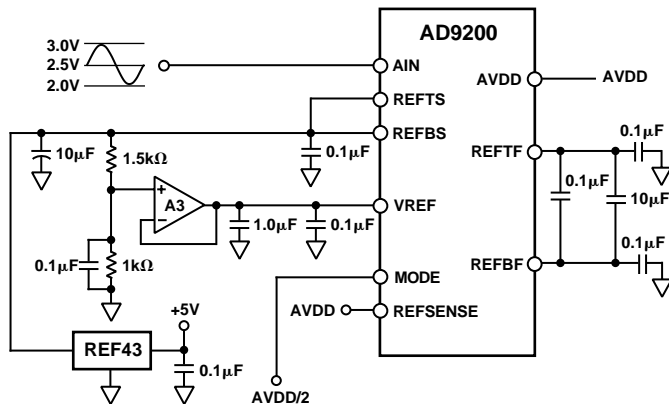 AD9200
3.0V
2.5V
2.0V
AIN
REFTS
REFBS
VREF
MODE
REFSENSE
AVDD
AVDD
REFTF
REFBF
0.1µF
0.1µF
10µF
0.1µF
10µF
1.5kΩ
0.1µF
+
A3
–
1.0µF
0.1µF
0.1µF
1kΩ
AVDD
+5V
REF43
0.1µF
AVDD/2